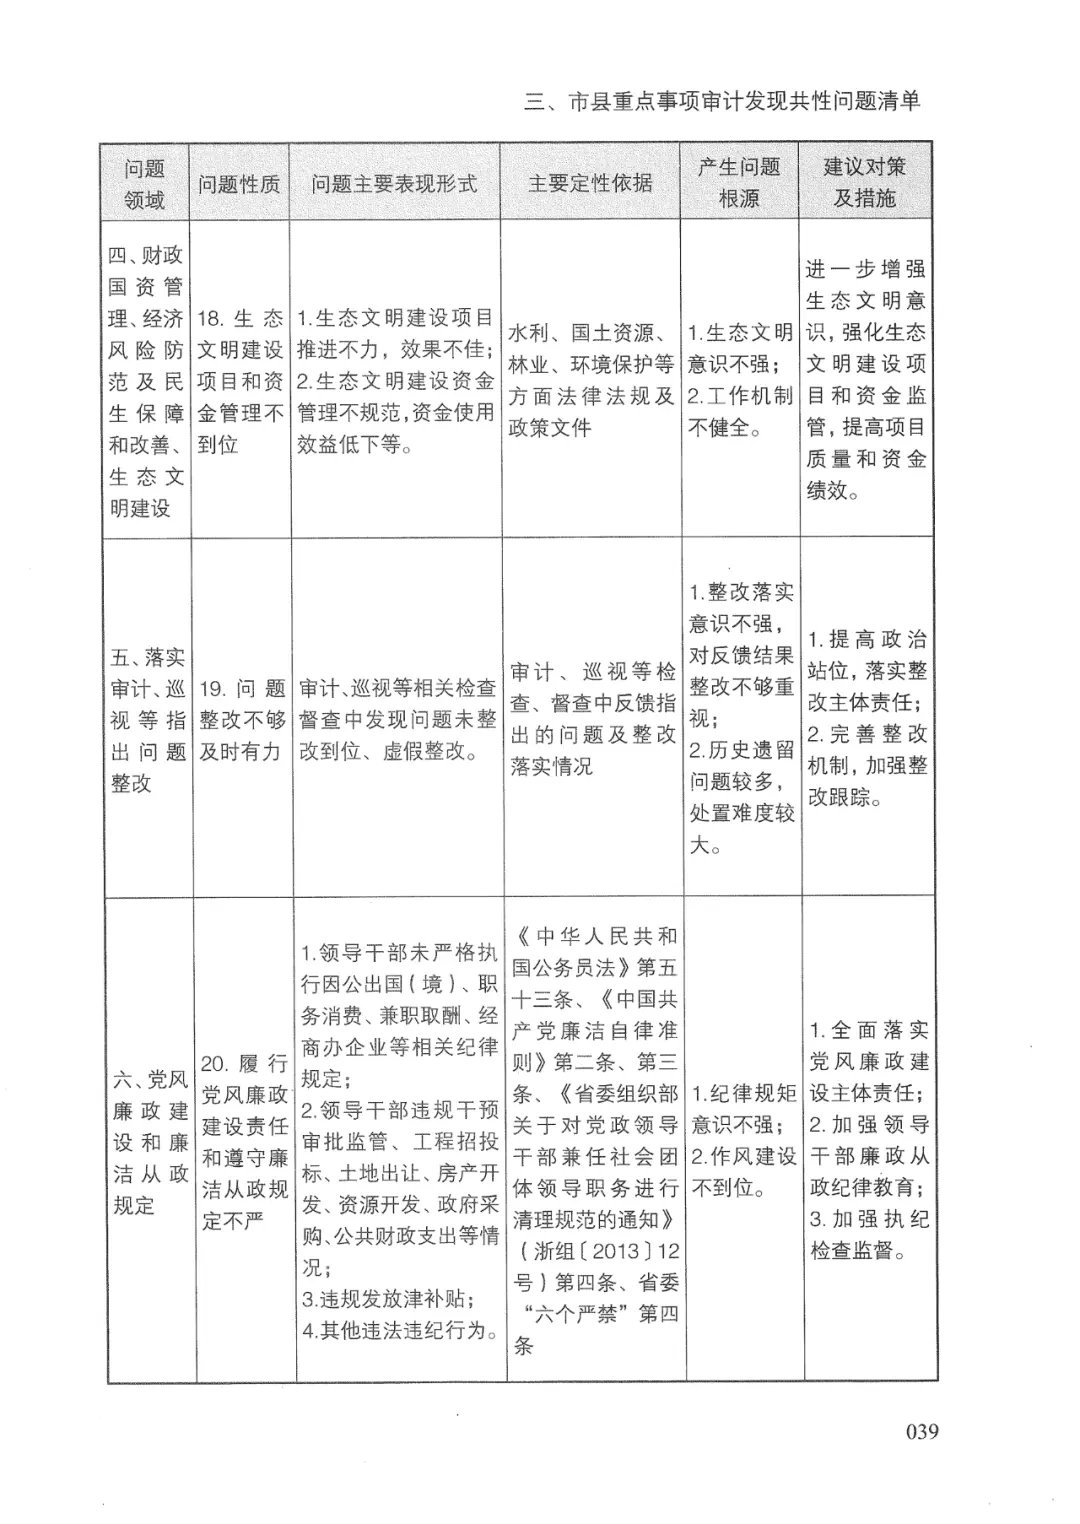 三、市县重点事项审计发现共性问题清单
问题
领域
问题性质
问题主要表现形式
主要定性依据
产生问题
根源
建议对策
及措施
四、财政
国资管
理、经济
风险防
范及民
生保障
和改善、
生态文
明建设
18. 生态
文明建设
项目和资
金管理不
到位
1.生态文明建设项目
推进不力，效果不佳；
2.生态文明建设资金
管理不规范,资金使用
效益低下等。
水利、国土资源、
林业、环境保护等
方面法律法规及
政策文件
1.生态文明
意识不强；
2.工作机制
不健全。
进一步增强
生态文明意
识,强化生态
文明建设项
目和资金监
管,提高项目
质量和资金
绩效。
五、落实
审计、巡
视等指
出问题
整改
19. 问题
整改不够
及时有力
审计、巡视等相关检查
督查中发现问题未整
改到位、虚假整改。
审计、巡视等检
查、督查中反馈指
出的问题及整改
落实情况
1.整改落实
意识不强，
对反馈结果
整改不够重
视；
2.历史遗留
问题较多，
处置难度较
大。
1.提高政治
站位,落实整
改主体责任；
2.完善整改
机制,加强整
改跟踪。
六、党风
廉政建
设和廉
洁从政
规定
20. 履行
党风廉政
建设责任
和遵守廉
洁从政规
定不严
1.领导干部未严格执
行因公出国(境)、职
务消费、兼职取酬、经
商办企业等相关纪律
规定；
2.领导干部违规干预
审批监管、工程招投
标、土地出让、房产开
发、资源开发、政府采
购、公共财政支出等情
况；
3.违规发放津补贴；
4.其他违法违纪行为。
《中华人民共和
国公务员法》第五
十三条、《中国共
产党廉洁自律准
则》第二条、第三
条、《省委组织部
关于对党政领导
干部兼任社会团
体领导职务进行
清理规范的通知》
(浙组〔2013〕12
号)第四条、省委
“六个严禁”第四
条
1.纪律规矩
意识不强；
2.作风建设
不到位。
1.全面落实
党风廉政建
设主体责任；
2.加强领导
干部廉政从
政纪律教育；
3.加强执纪
检查监督。
039